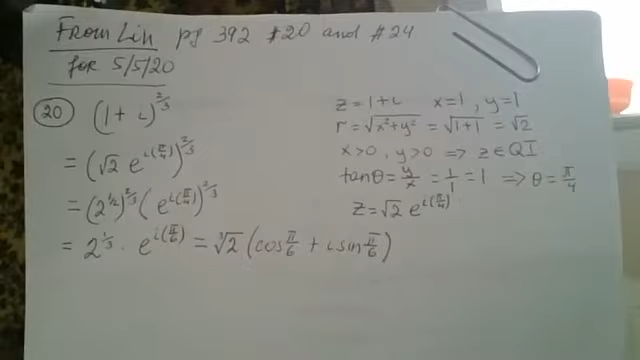 From Lin pg 392 #20 and #24
for 5/5/20
20 (1 + i)^{2/3}
= (√2 e^{i(π/4)})^{2/3}
= (2^{1/2})^{2/3} (e^{i(π/4)})^{2/3}
= 2^{1/3} · e^{i(π/6)} = ∛2 (cos π/6 + i sin π/6)
z = 1 + i x = 1, y = 1
r = √(x²+y²) = √(1+1) = √2
x>0, y>0 ⇒ z ∈ QI
tanθ = y/x = 1/1 = 1 ⇒ θ = π/4
z = √2 e^{i(π/4)}